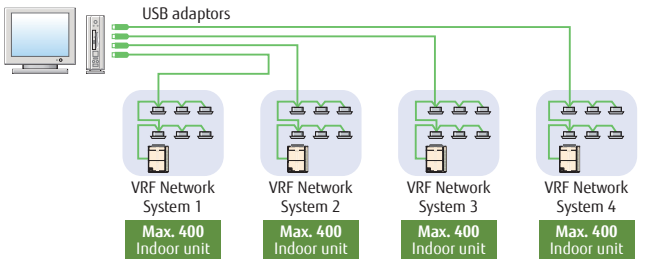 USB adaptors
VRF Network
System 1
Max. 400
Indoor unit
VRF Network
System 2
Max. 400
Indoor unit
VRF Network
System 3
Max. 400
Indoor unit
VRF Network
System 4
Max. 400
Indoor unit